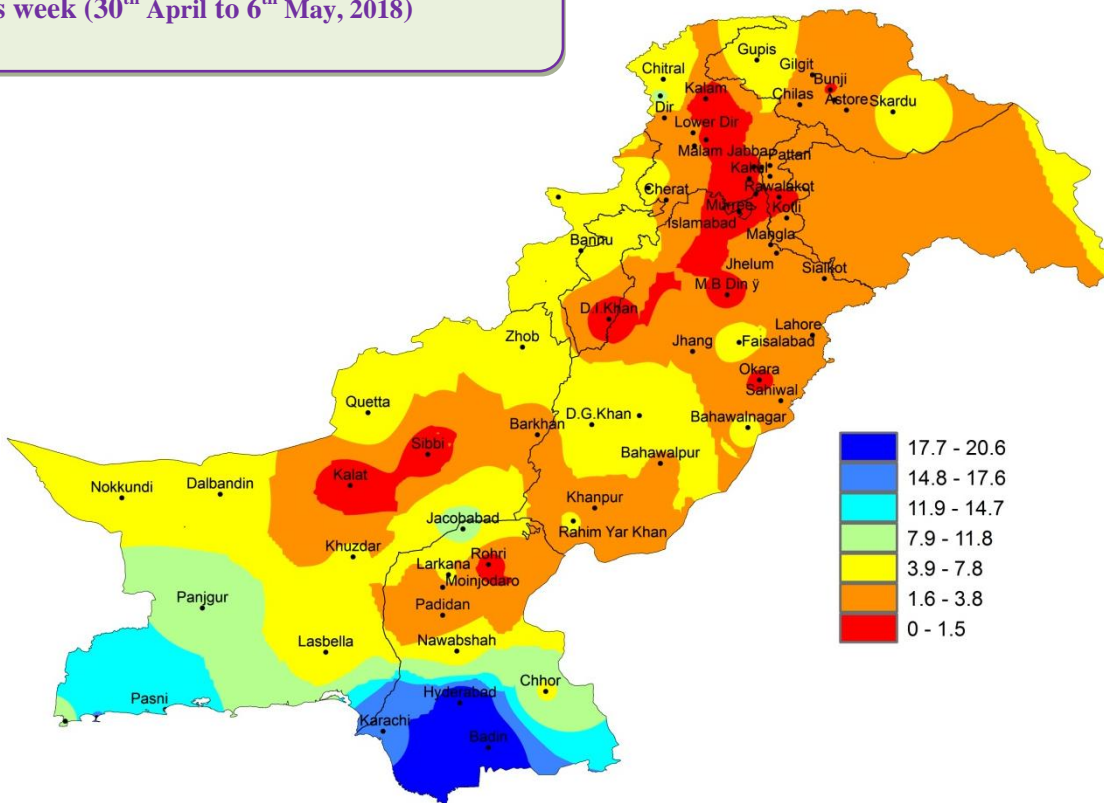 s week (30th April to 6th May, 2018)
Gupis
Gilgit
Chitral
Bunji
Kalam
Chilas
Astore
Skardu
Dir
Lower Dir
Malam Jabba
Pattan
Kakul
Cherat
Rawalakot
Murree
Kotli
Islamabad
Mangla
Bannu
Jhelum
Sialkot
M B Din ÿ
D.I.Khan
Lahore
Zhob
Jhang
Faisalabad
Okara
Sahiwal
Quetta
D.G.Khan
Bahawalnagar
Barkhan
Sibbi
Bahawalpur
Kalat
Nokkundi
Dalbandin
Khanpur
Jacobabad
Rahim Yar Khan
Khuzdar
Rohri
Larkana
Moinjodaro
Panjgur
Padidan
Lasbella
Nawabshah
Chhor
Pasni
Hyderabad
Karachi
Badin
17.7 - 20.6
14.8 - 17.6
11.9 - 14.7
7.9 - 11.8
3.9 - 7.8
1.6 - 3.8
0 - 1.5